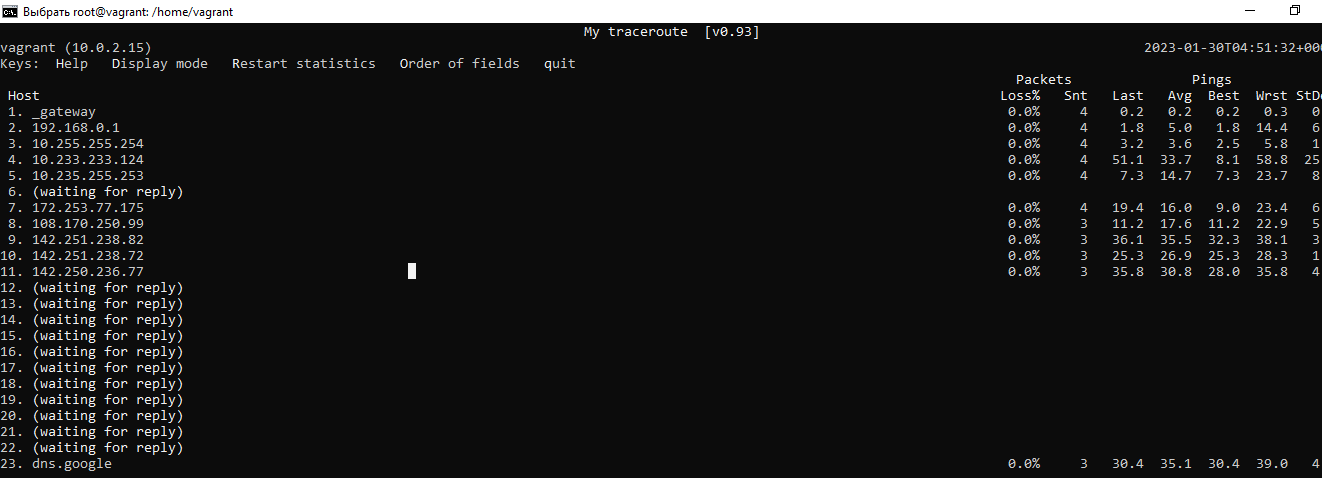 Выбрать root@vagrant: /home/vagrant
My traceroute [v0.93]
vagrant (10.0.2.15) 2023-01-30T04:51:32+000
Keys: Help Display mode Restart statistics Order of fields quit
Packets Pings
Host Loss% Snt Last Avg Best Wrst StDe
1. _gateway 0.0% 4 0.2 0.2 0.2 0.3 0
2. 192.168.0.1 0.0% 4 1.8 5.0 1.8 14.4 6
3. 10.255.255.254 0.0% 4 3.2 3.6 2.5 5.8 1
4. 10.233.233.124 0.0% 4 51.1 33.7 8.1 58.8 25
5. 10.235.255.253 0.0% 4 7.3 14.7 7.3 23.7 8
6. (waiting for reply)
7. 172.253.77.175 0.0% 4 19.4 16.0 9.0 23.4 6
8. 108.170.250.99 0.0% 3 11.2 17.6 11.2 22.9 5
9. 142.251.238.82 0.0% 3 36.1 35.5 32.3 38.1 3
10. 142.251.238.72 0.0% 3 25.3 26.9 25.3 28.3 1
11. 142.250.236.77 0.0% 3 35.8 30.8 28.0 35.8 4
12. (waiting for reply)
13. (waiting for reply)
14. (waiting for reply)
15. (waiting for reply)
16. (waiting for reply)
17. (waiting for reply)
18. (waiting for reply)
19. (waiting for reply)
20. (waiting for reply)
21. (waiting for reply)
22. (waiting for reply)
23. dns.google 0.0% 3 30.4 35.1 30.4 39.0 4